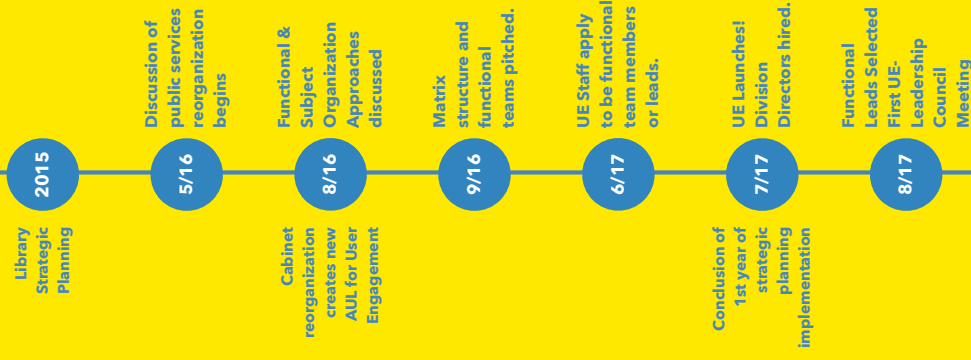 2015
Library
Strategic
Planning
Discussion of
public services
reorganization
begins
5/16
Functional &
Subject
Organization
Approaches
discussed
8/16
Cabinet
reorganization
creates new
AUL for User
Engagement
Matrix
structure and
functional
teams pitched.
9/16
UE Staff apply
to be functional
team members
or leads.
6/17
UE Launches!
Division
Directors hired.
7/17
Conclusion of
1st year of
strategic
planning
implementation
Functional
Leads Selected
First UE-
Leadership
Council
Meeting
8/17